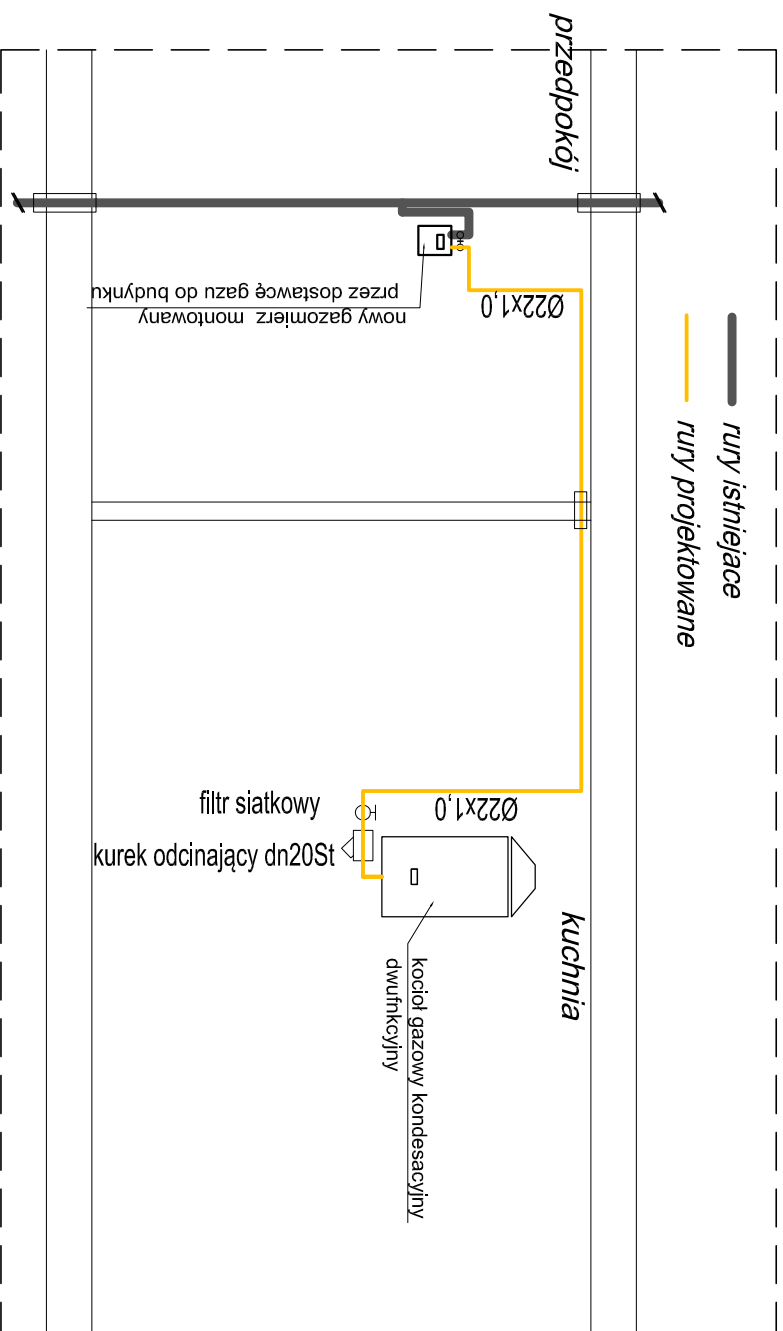 przedpokój
rury istniejace
rury projektowane
Ø22x1,0
nowy gazomierz montowany
przez dostawcę gazu do budynku
kuchnia
Ø22x1,0
filtr siatkowy
kurek odcinający dn20St
kocioł gazowy kondesacyjny
dwufnkcyjny